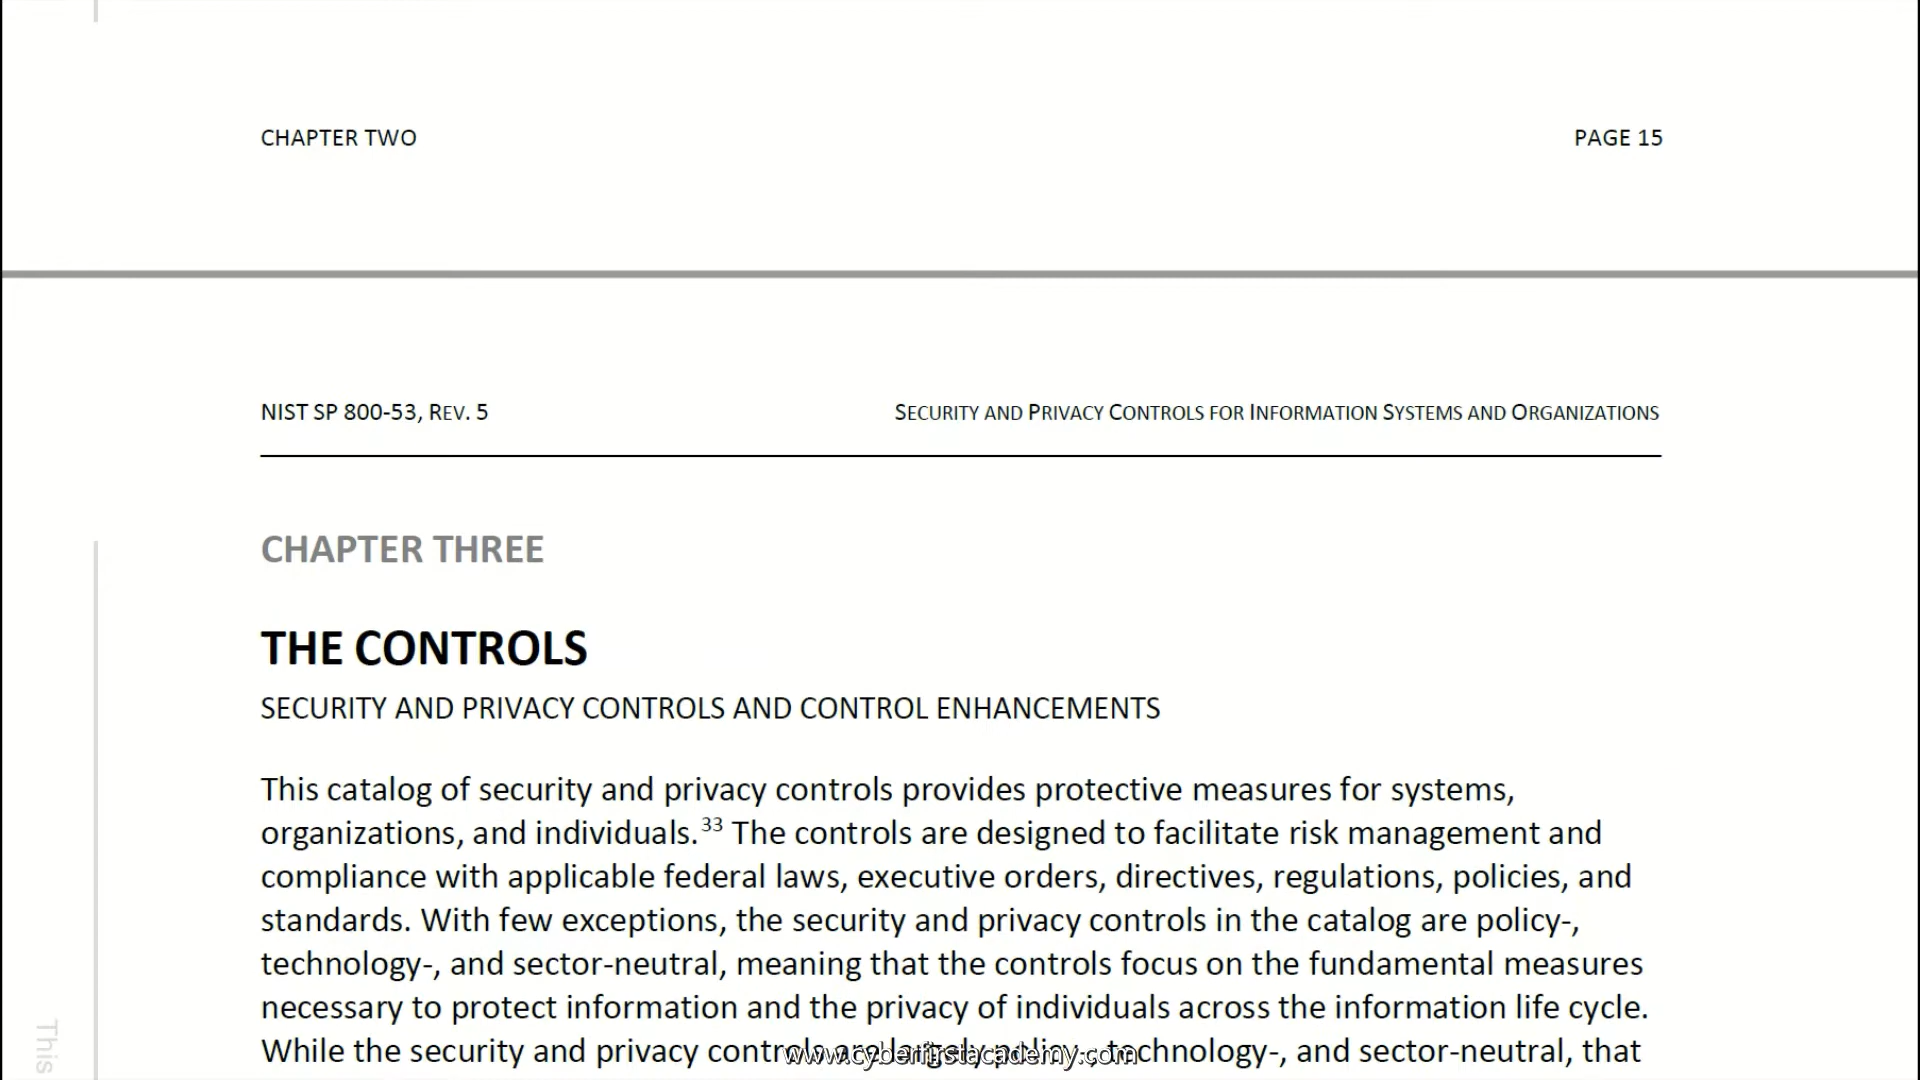 CHAPTER TWO PAGE 15
NIST SP 800-53, REV. 5 SECURITY AND PRIVACY CONTROLS FOR INFORMATION SYSTEMS AND ORGANIZATIONS
CHAPTER THREE
THE CONTROLS
SECURITY AND PRIVACY CONTROLS AND CONTROL ENHANCEMENTS
This catalog of security and privacy controls provides protective measures for systems,
organizations, and individuals.33 The controls are designed to facilitate risk management and
compliance with applicable federal laws, executive orders, directives, regulations, policies, and
standards. With few exceptions, the security and privacy controls in the catalog are policy-,
technology-, and sector-neutral, meaning that the controls focus on the fundamental measures
necessary to protect information and the privacy of individuals across the information life cycle.
While the security and privacy controls are largely policy-, technology-, and sector-neutral, that
www.cyberfirstacademy.com
This